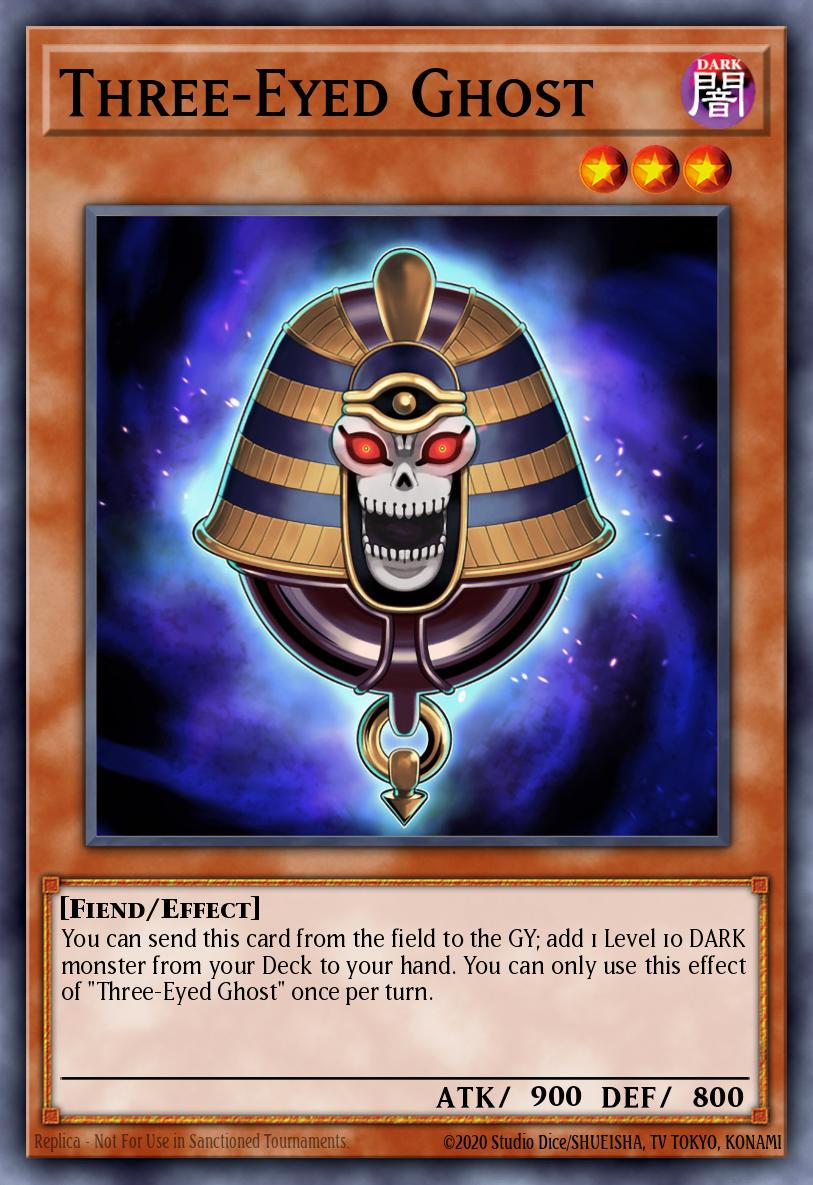 Three-Eyed Ghost
DARK
闇
[Fiend/Effect]
You can send this card from the field to the GY; add 1 Level 10 DARK
monster from your Deck to your hand. You can only use this effect
of "Three-Eyed Ghost" once per turn.
ATK/ 900 DEF/ 800
Replica - Not For Use in Sanctioned Tournaments.
©2020 Studio Dice/SHUEISHA, TV TOKYO, KONAMI